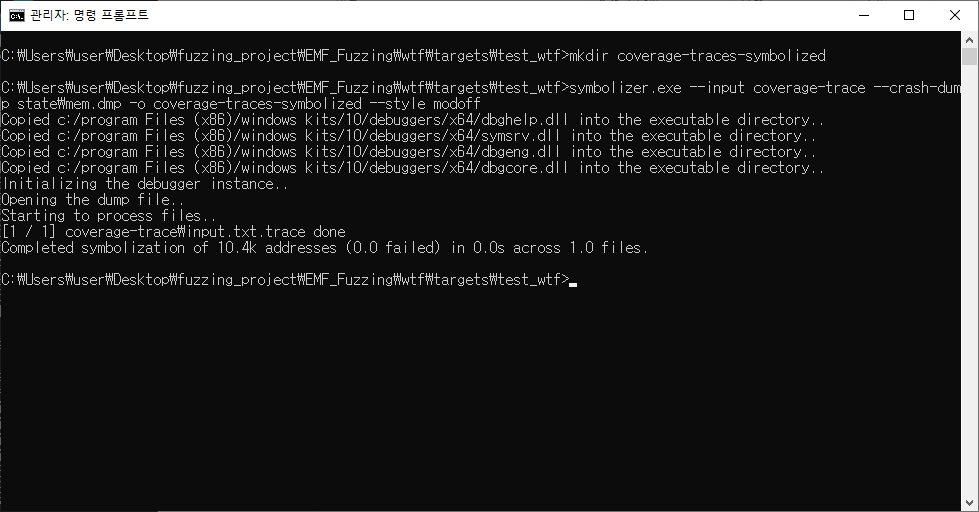 관리자: 명령 프롬프트
C:₩Users₩user₩Desktop₩fuzzing_project₩EMF_Fuzzing₩wtf₩targets₩test_wtf>mkdir coverage-traces-symbolized
C:₩Users₩user₩Desktop₩fuzzing_project₩EMF_Fuzzing₩wtf₩targets₩test_wtf>symbolizer.exe --input coverage-trace --crash-dum
p state₩mem.dmp -o coverage-traces-symbolized --style modoff
Copied c:/program Files (x86)/windows kits/10/debuggers/x64/dbghelp.dll into the executable directory..
Copied c:/program Files (x86)/windows kits/10/debuggers/x64/symsrv.dll into the executable directory..
Copied c:/program Files (x86)/windows kits/10/debuggers/x64/dbgeng.dll into the executable directory..
Copied c:/program Files (x86)/windows kits/10/debuggers/x64/dbgcore.dll into the executable directory..
Initializing the debugger instance..
Opening the dump file..
Starting to process files..
[1 / 1] coverage-trace₩input.txt.trace done
Completed symbolization of 10.4k addresses (0.0 failed) in 0.0s across 1.0 files.
C:₩Users₩user₩Desktop₩fuzzing_project₩EMF_Fuzzing₩wtf₩targets₩test_wtf>